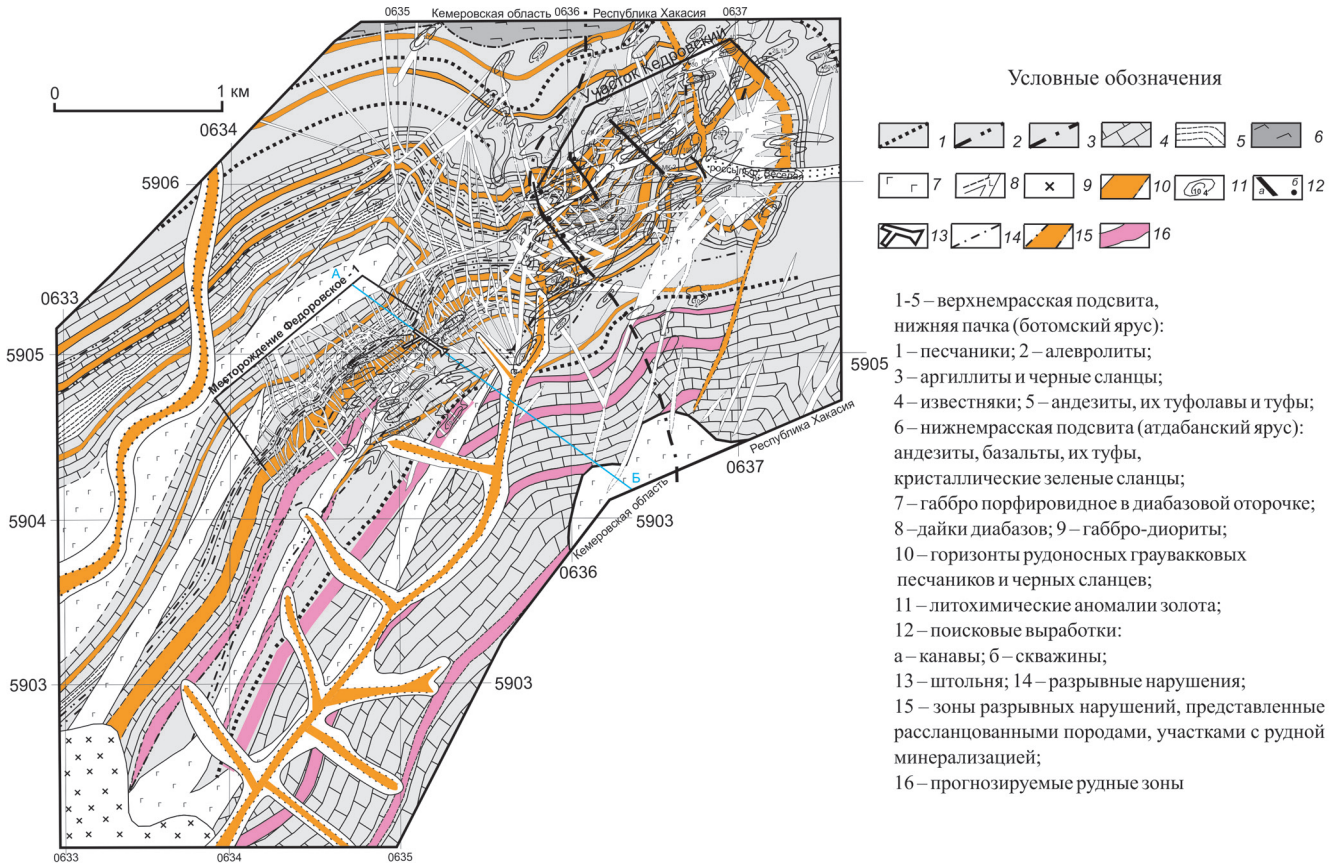 0635
Кемеровская область
0636
Республика Хакасия
0637
0
1 км
0634
Участок Кедровский
5906
россыпь р. Веселая
0633
А
1
Месторождение Федоровское
5905
5905
Республика Хакасия
0637
Б
Кемеровская область
5904
5903
0636
5903
5903
0633
0634
0635
Условные обозначения
1
2
3
4
5
6
7
8
9
10
11
а
б
12
13
14
15
16
1-5 – верхнемрасская подсвита,
нижняя пачка (ботомский ярус):
1 – песчаники; 2 – алевролиты;
3 – аргиллиты и черные сланцы;
4 – известняки; 5 – андезиты, их туфолавы и туфы;
6 – нижнемрасская подсвита (атдабанский ярус):
андезиты, базальты, их туфы,
кристаллические зеленые сланцы;
7 – габбро порфировидное в диабазовой оторочке;
8 – дайки диабазов; 9 – габбро-диориты;
10 – горизонты рудоносных граувакковых
песчаников и черных сланцев;
11 – литохимические аномалии золота;
12 – поисковые выработки:
а – канавы; б – скважины;
13 – штольня; 14 – разрывные нарушения;
15 – зоны разрывных нарушений, представленные
рассланцованными породами, участками с рудной
минерализацией;
16 – прогнозируемые рудные зоны